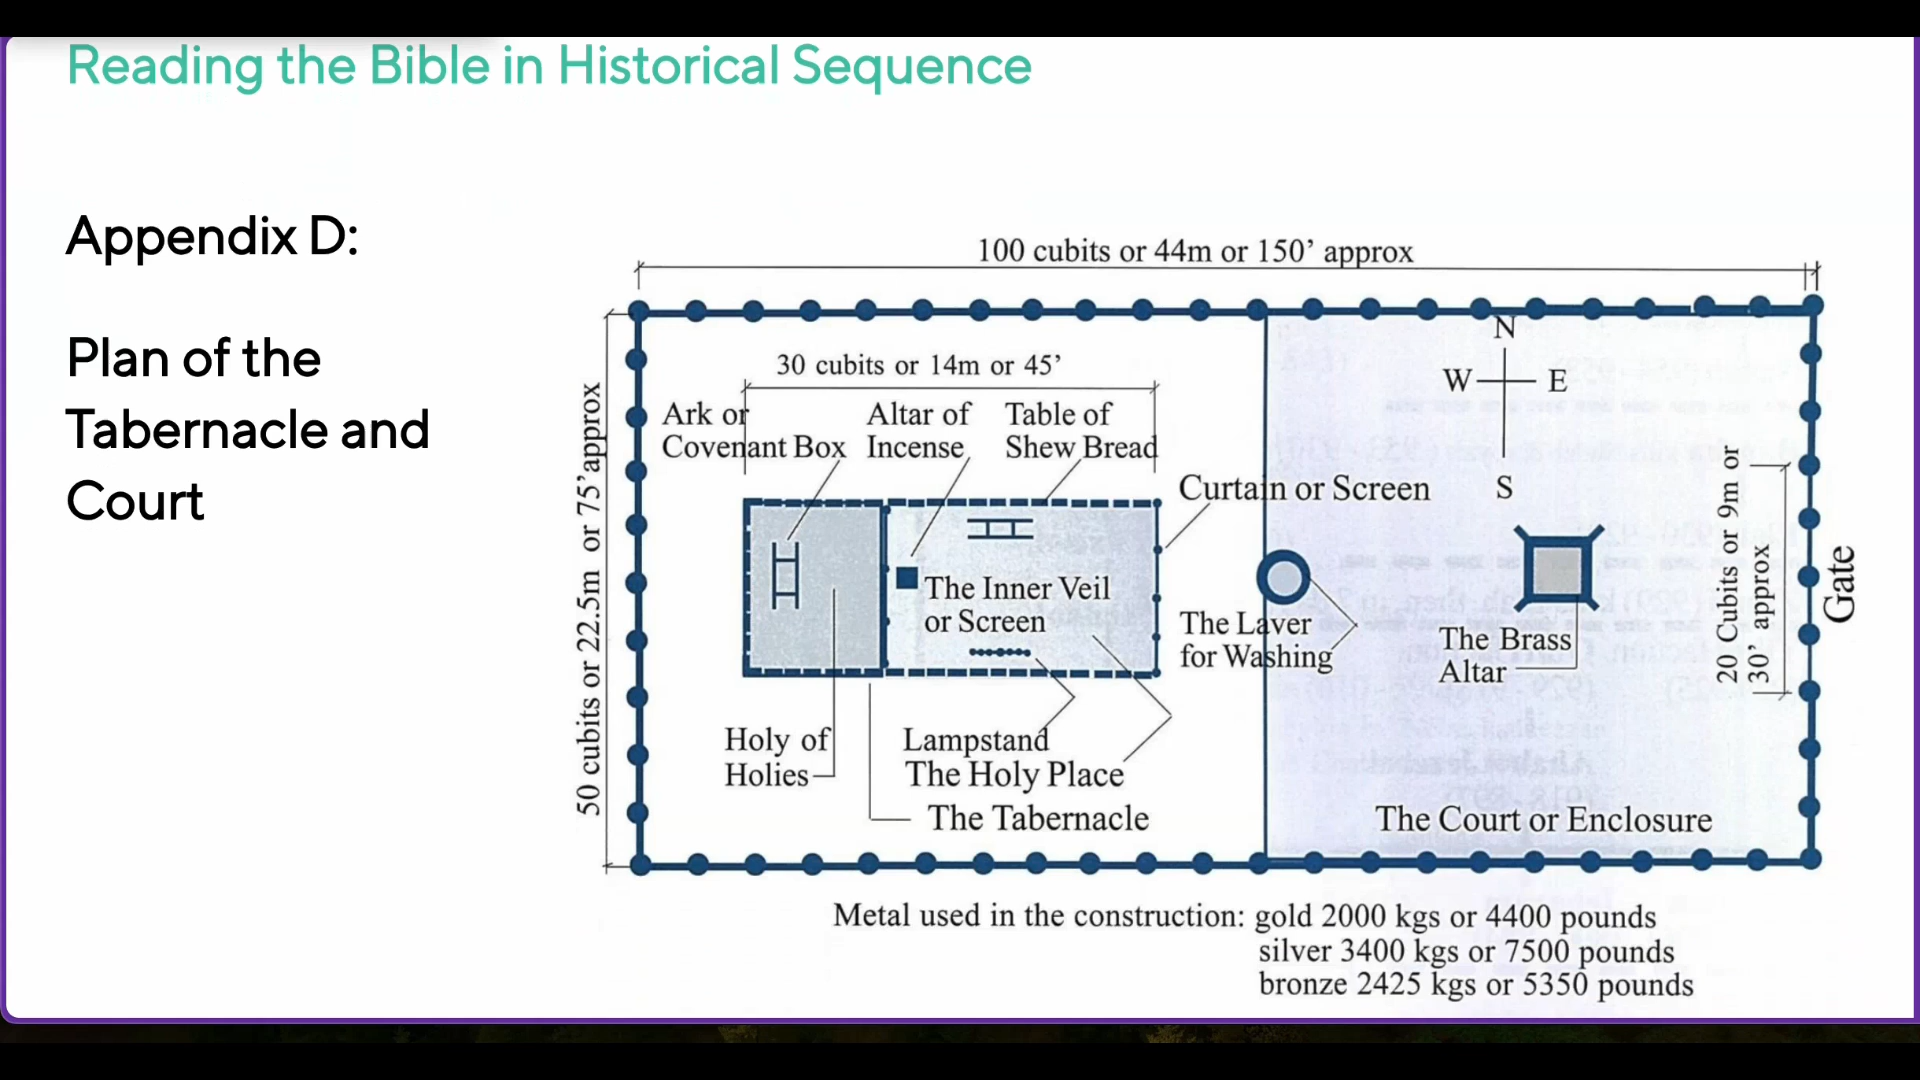 Reading the Bible in Historical Sequence
Appendix D:
Plan of the
Tabernacle and
Court
100 cubits or 44m or 150’ approx
50 cubits or 22.5m or 75’approx
30 cubits or 14m or 45’
Ark or
Covenant Box
Altar of
Incense
Table of
Shew Bread
Curtain or Screen
N
W
E
S
The Inner Veil
or Screen
The Laver
for Washing
The Brass
Altar
20 Cubits or 9m or
30’ approx
Gate
Holy of
Holies
Lampstand
The Holy Place
The Tabernacle
The Court or Enclosure
Metal used in the construction: gold 2000 kgs or 4400 pounds
silver 3400 kgs or 7500 pounds
bronze 2425 kgs or 5350 pounds